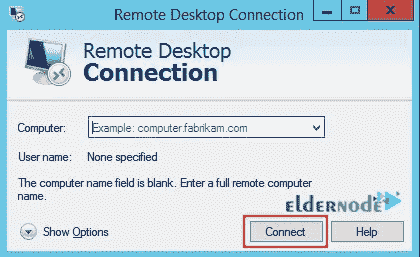 Remote Desktop Connection
Remote Desktop
Connection
Computer:
Example: computer.fabrikam.com
User name: None specified
The computer name field is blank. Enter a full remote computer
name.
eldernode
Show Options
Connect
Help